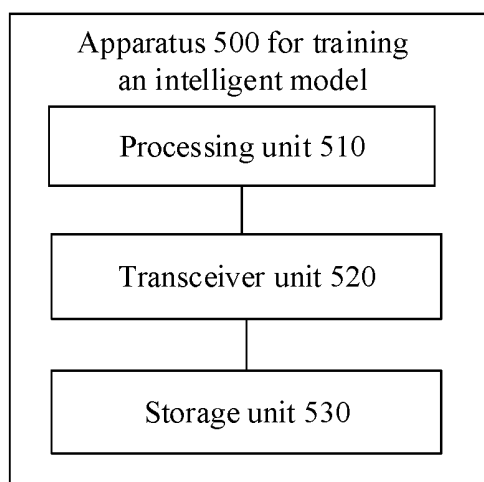 Apparatus 500 for training
an intelligent model
Processing unit 510
Transceiver unit 520
Storage unit 530